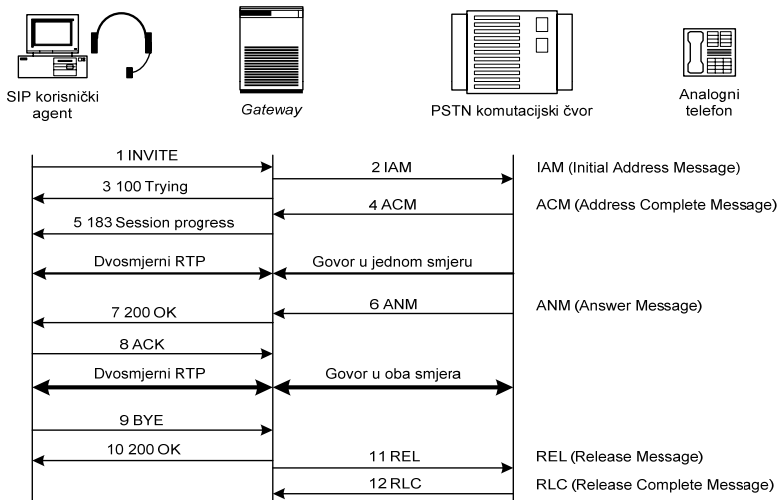 SIP korisnički
agent
Gateway
PSTN komutacijski čvor
Analogni
telefon
1 INVITE
2 IAM
IAM (Initial Address Message)
3 100 Trying
4 ACM
ACM (Address Complete Message)
5 183 Session progress
Dvosmjerni RTP
Govor u jednom smjeru
6 ANM
ANM (Answer Message)
7 200 OK
8 ACK
Dvosmjerni RTP
Govor u oba smjera
9 BYE
10 200 OK
11 REL
REL (Release Message)
12 RLC
RLC (Release Complete Message)